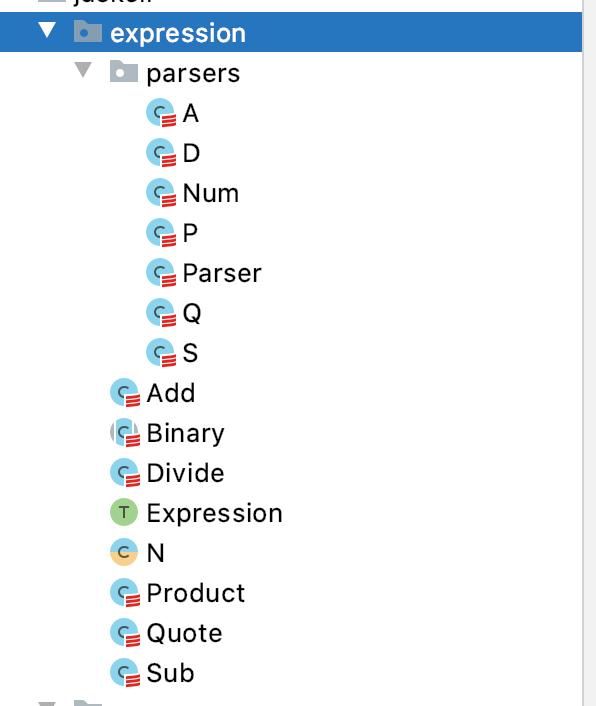 expression
parsers
A
D
Num
P
Parser
Q
S
Add
Binary
Divide
Expression
N
Product
Quote
Sub